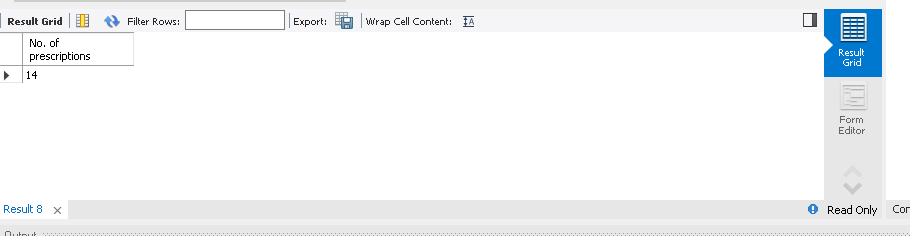 Result Grid Filter Rows: Export: Wrap Cell Content:
No. of
prescriptions
14
Result
Grid
Form
Editor
Result 8 Read Only
Output